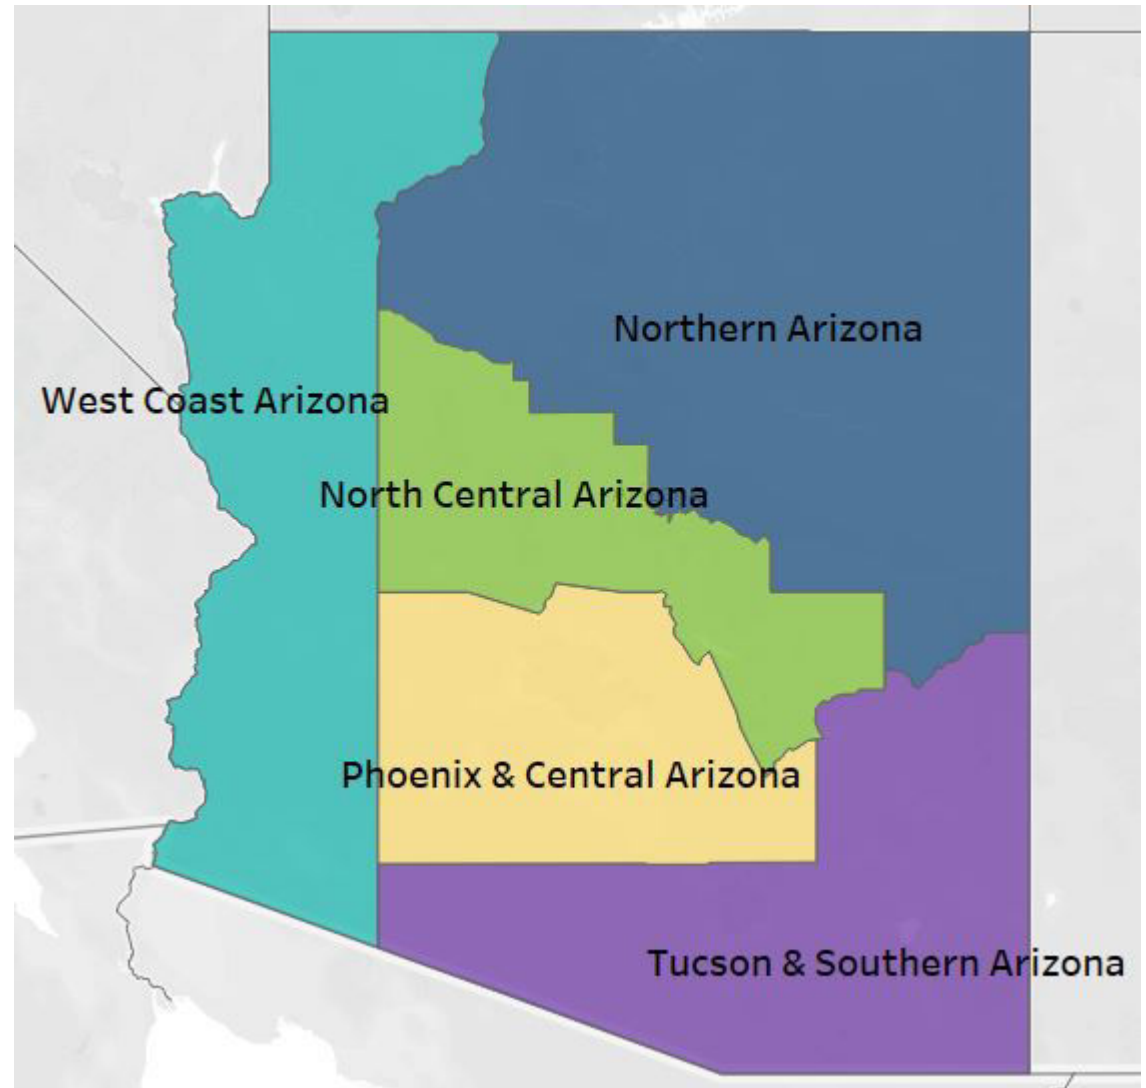 Northern Arizona
West Coast Arizona
North Central Arizona
Phoenix & Central Arizona
Tucson & Southern Arizona